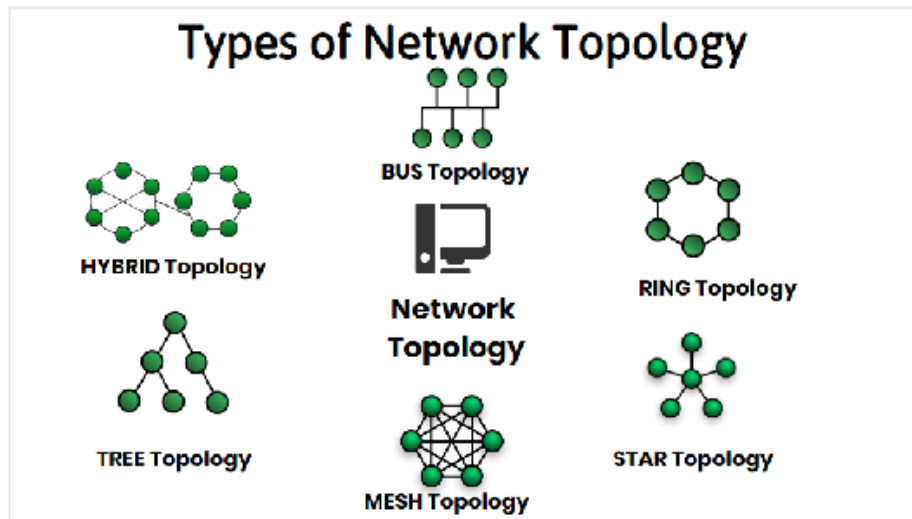 Types of Network Topology
BUS Topology
HYBRID Topology
RING Topology
Network
Topology
TREE Topology
STAR Topology
MESH Topology